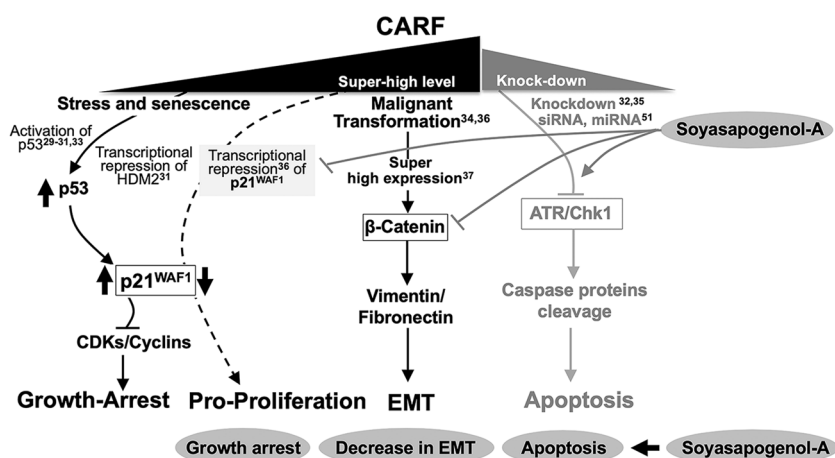 CARF
Super-high level
Knock-down
Stress and senescence
Malignant
Transformation34,36
Knockdown 32,35
siRNA, miRNA51
Soyasapogenol-A
Activation of
p5329-31,33
Transcriptional
repression of
HDM231
Transcriptional
repression36 of
p21WAF1
Super
high expression37
p53
β-Catenin
ATR/Chk1
p21WAF1
Vimentin/
Fibronectin
Caspase proteins
cleavage
CDKs/Cyclins
Growth-Arrest
Pro-Proliferation
EMT
Apoptosis
Growth arrest
Decrease in EMT
Apoptosis
Soyasapogenol-A